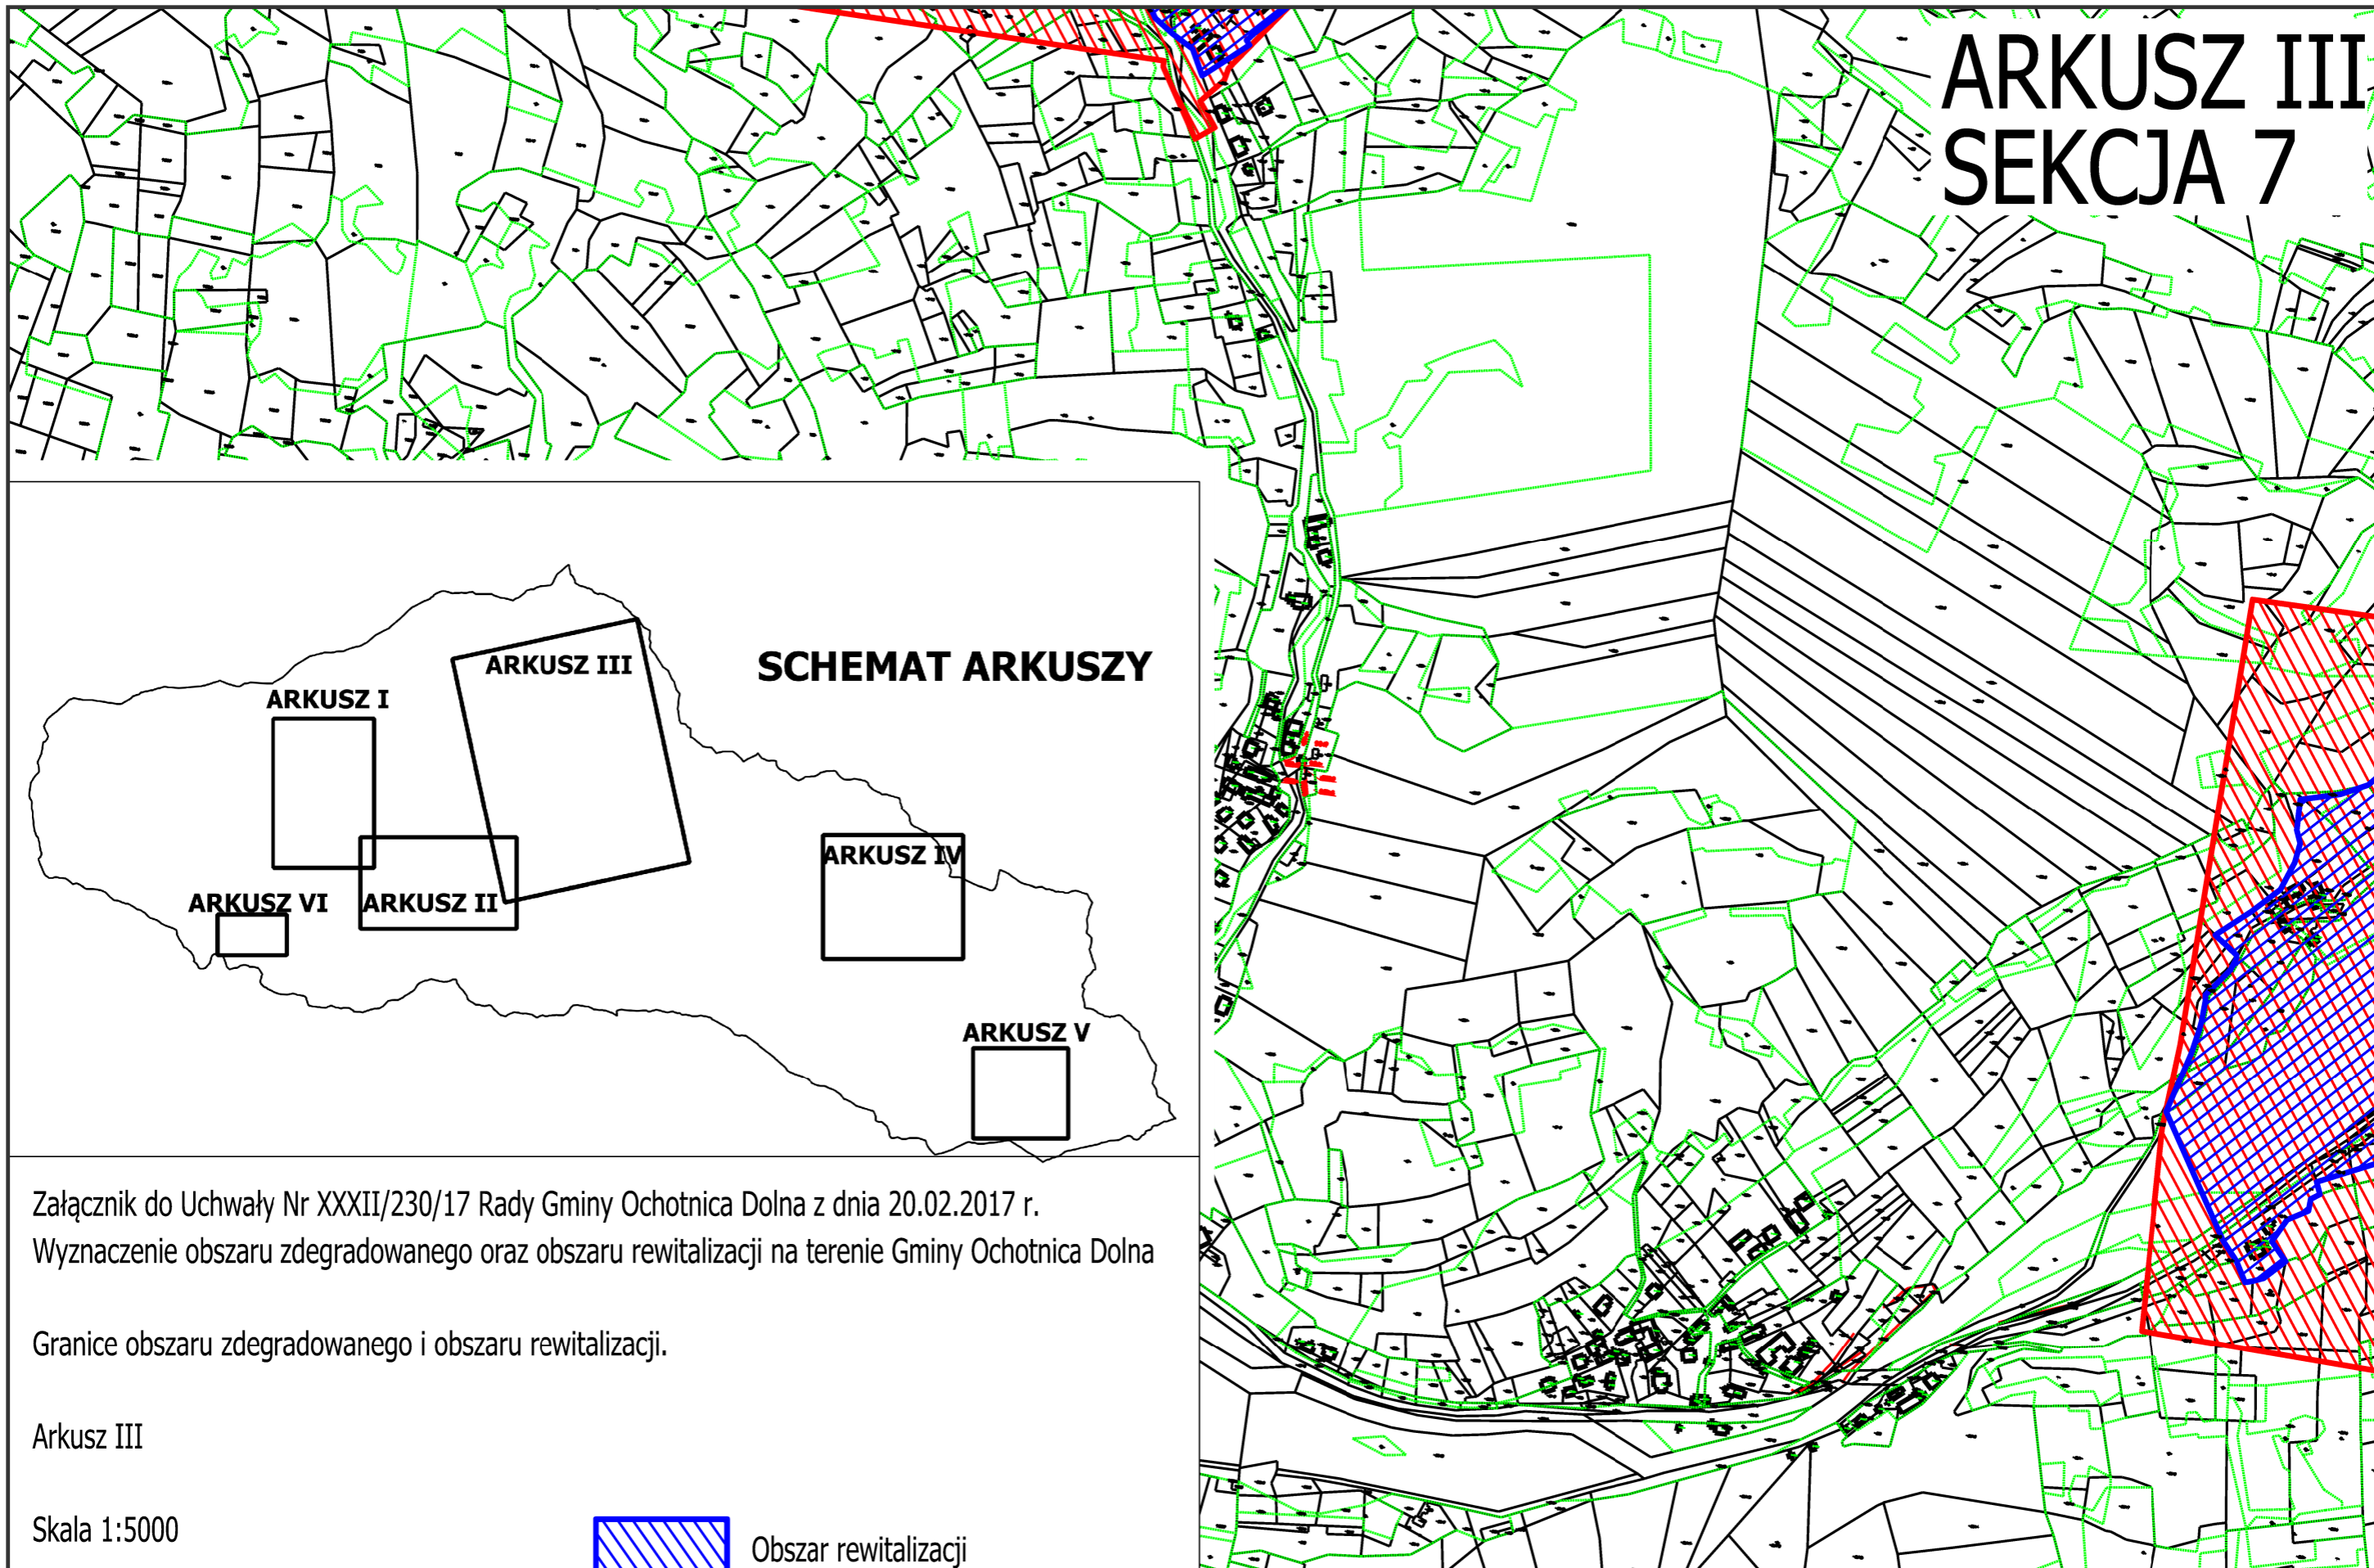 ARKUSZ III
SEKCJA 7
SCHEMAT ARKUSZY
ARKUSZ III
ARKUSZ I
ARKUSZ IV
ARKUSZ VI
ARKUSZ II
ARKUSZ V
Załącznik do Uchwały Nr XXXII/230/17 Rady Gminy Ochotnica Dolna z dnia 20.02.2017 r.
Wyznaczenie obszaru zdegradowanego oraz obszaru rewitalizacji na terenie Gminy Ochotnica Dolna
Granice obszaru zdegradowanego i obszaru rewitalizacji.
Arkusz III
Skala 1:5000
Obszar rewitalizacji